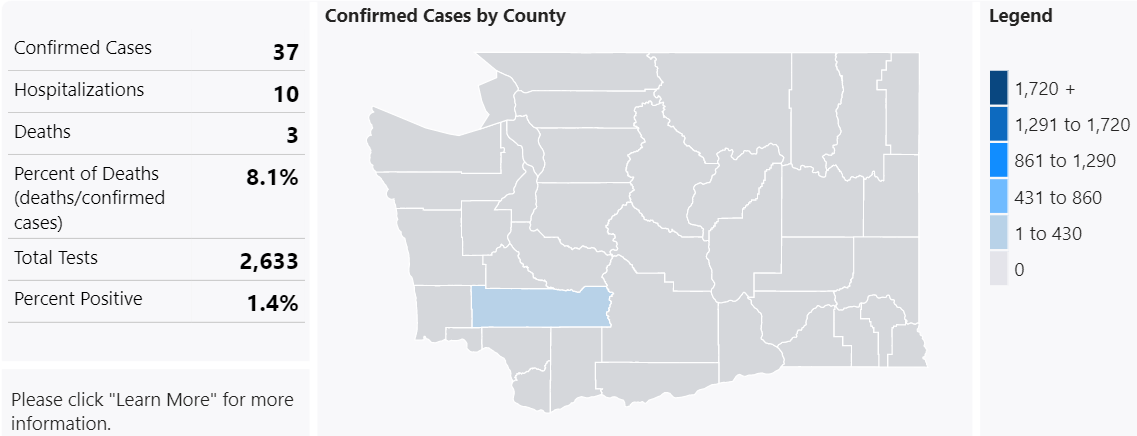 Confirmed Cases 37
Hospitalizations 10
Deaths 3
Percent of Deaths 8.1%
(deaths/confirmed
cases)
Total Tests 2,633
Percent Positive 1.4%
Please click "Learn More" for more
information.
Confirmed Cases by County
Legend
1,720 +
1,291 to 1,720
861 to 1,290
431 to 860
1 to 430
0